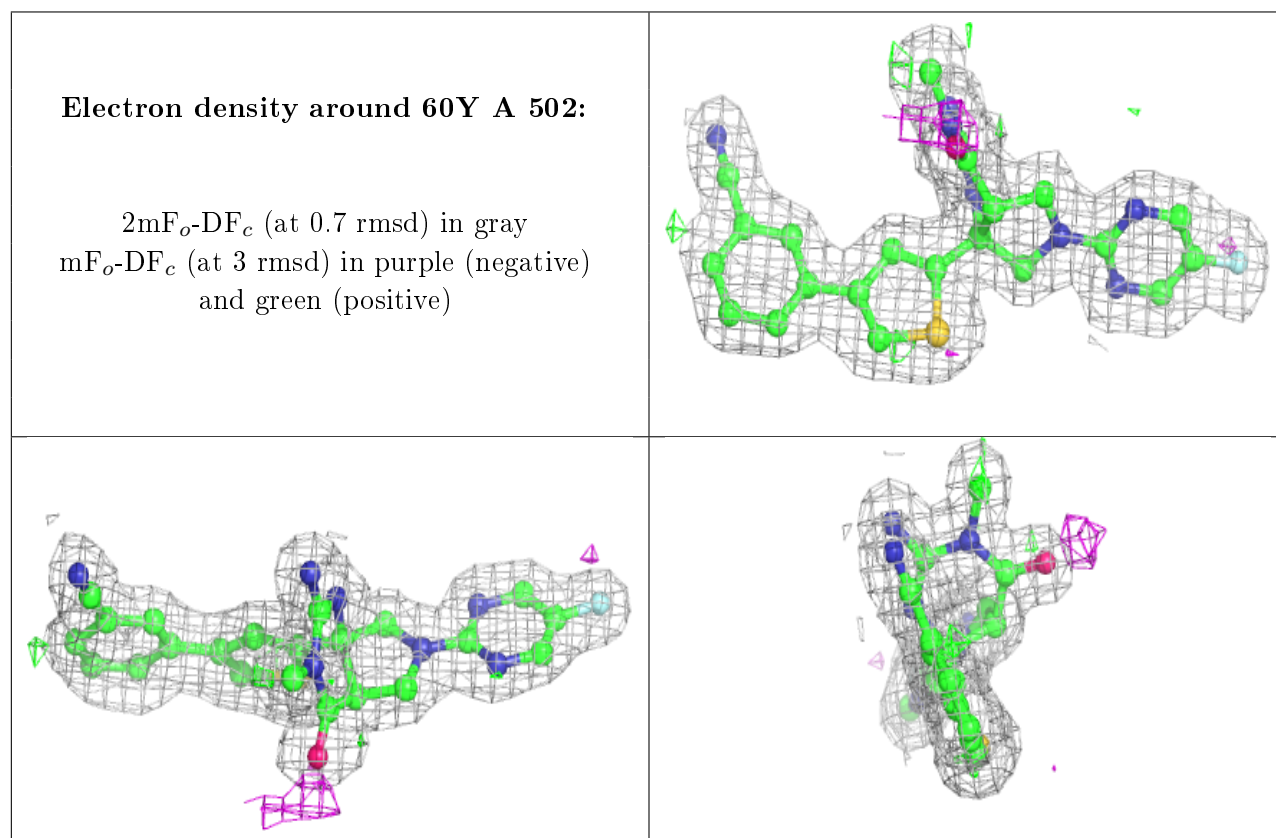 Electron density around 60Y A 502:
2mFo-DFc (at 0.7 rmsd) in gray
mFo-DFc (at 3 rmsd) in purple (negative)
and green (positive)